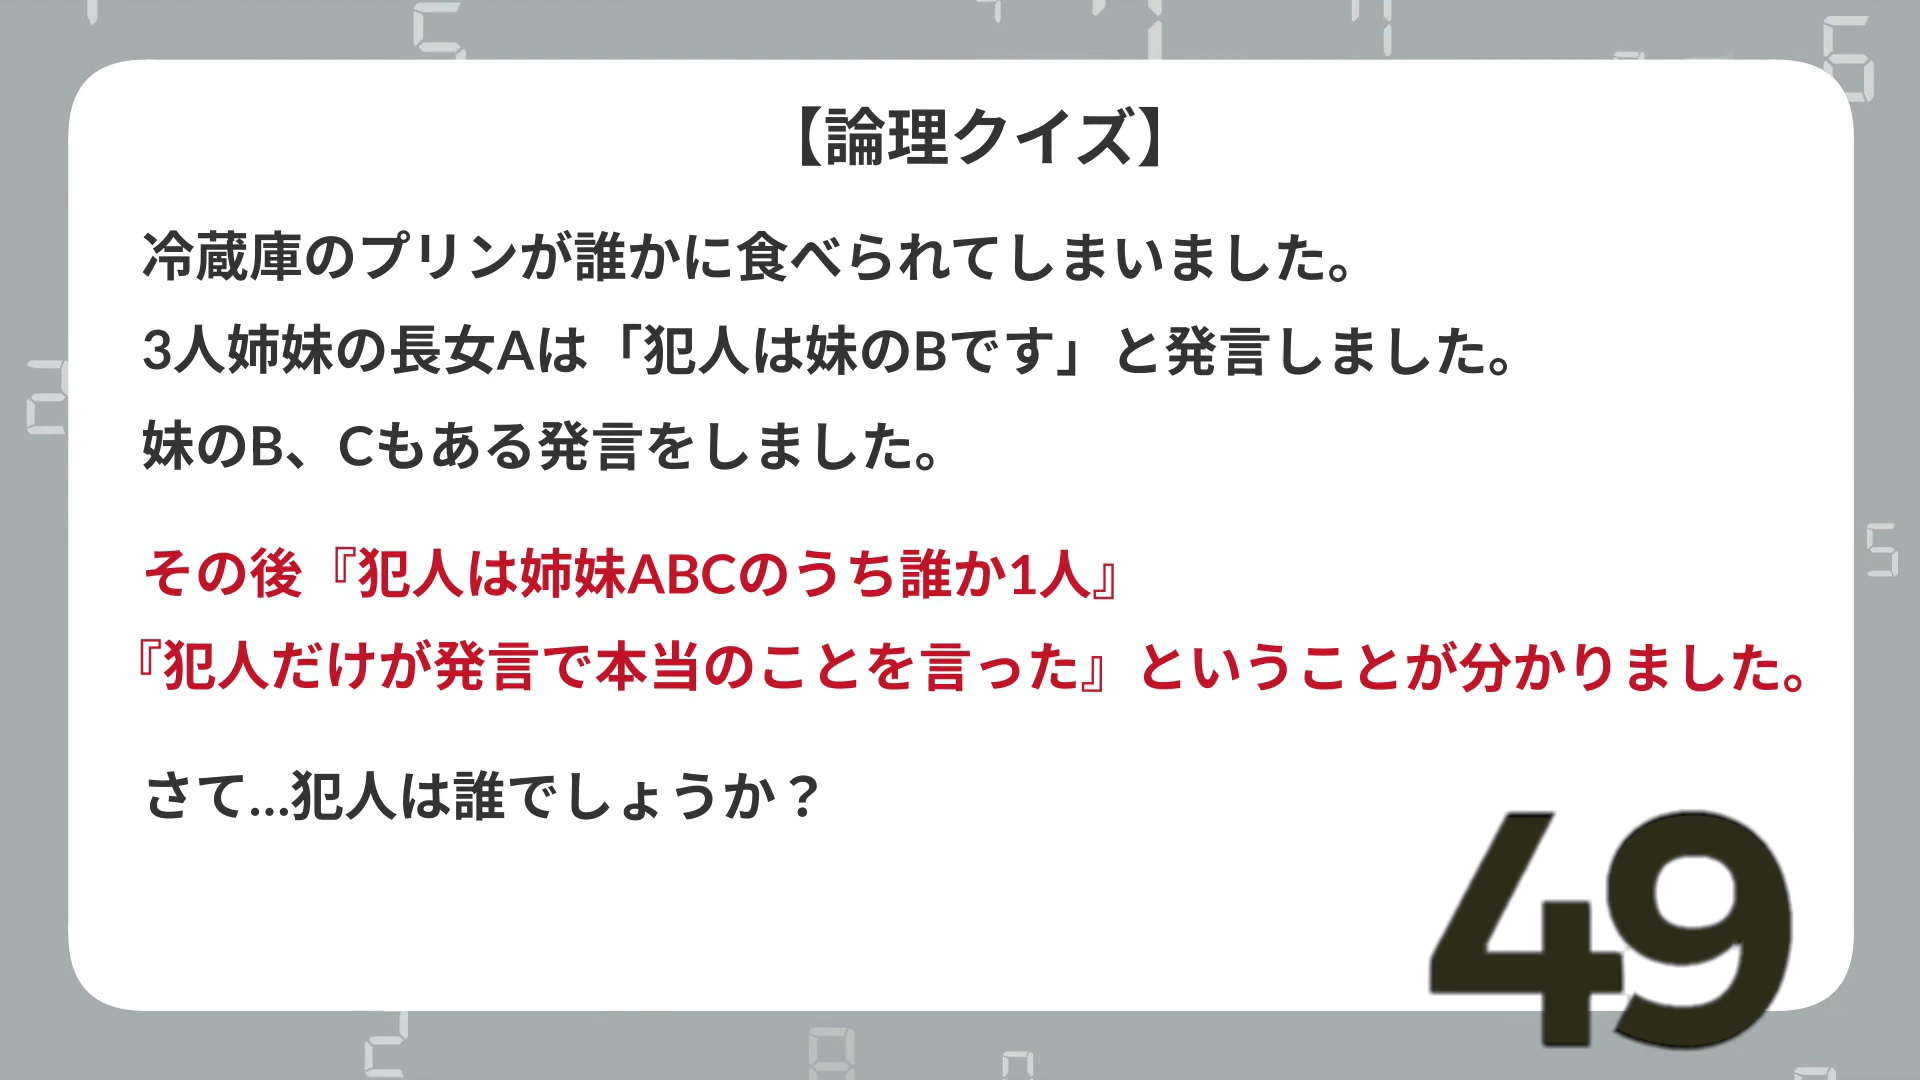 【論理クイズ】
冷蔵庫のプリンが誰かに食べられてしまいました。
3人姉妹の長女Aは「犯人は妹のBです」と発言しました。
妹のB、Cもある発言をしました。
その後『犯人は姉妹ABCのうち誰か1人』
『犯人だけが発言で本当のことを言った』ということが分かりました。
さて...犯人は誰でしょうか？
49